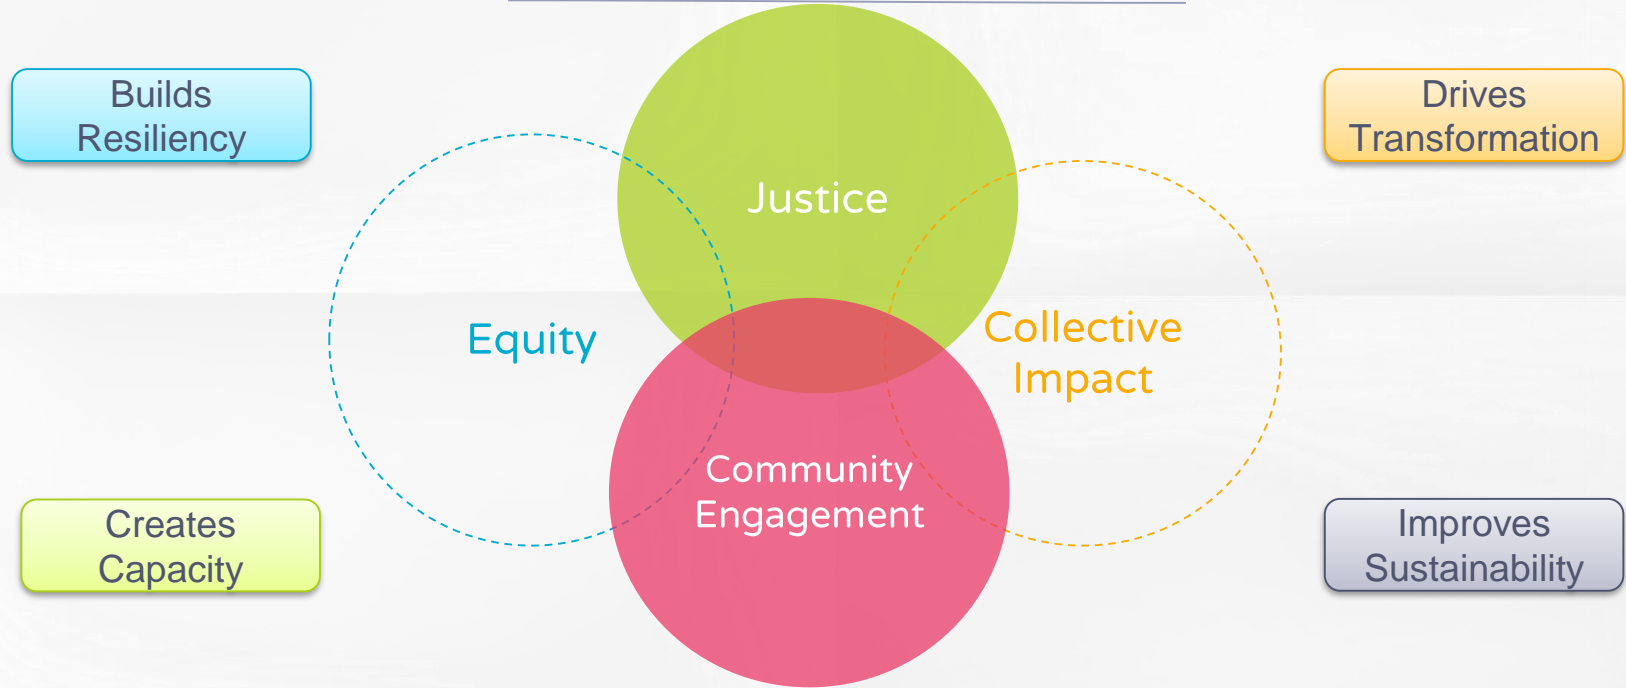 Builds
Resiliency
Drives
Transformation
Justice
Equity
Collective
Impact
Community
Engagement
Creates
Capacity
Improves
Sustainability